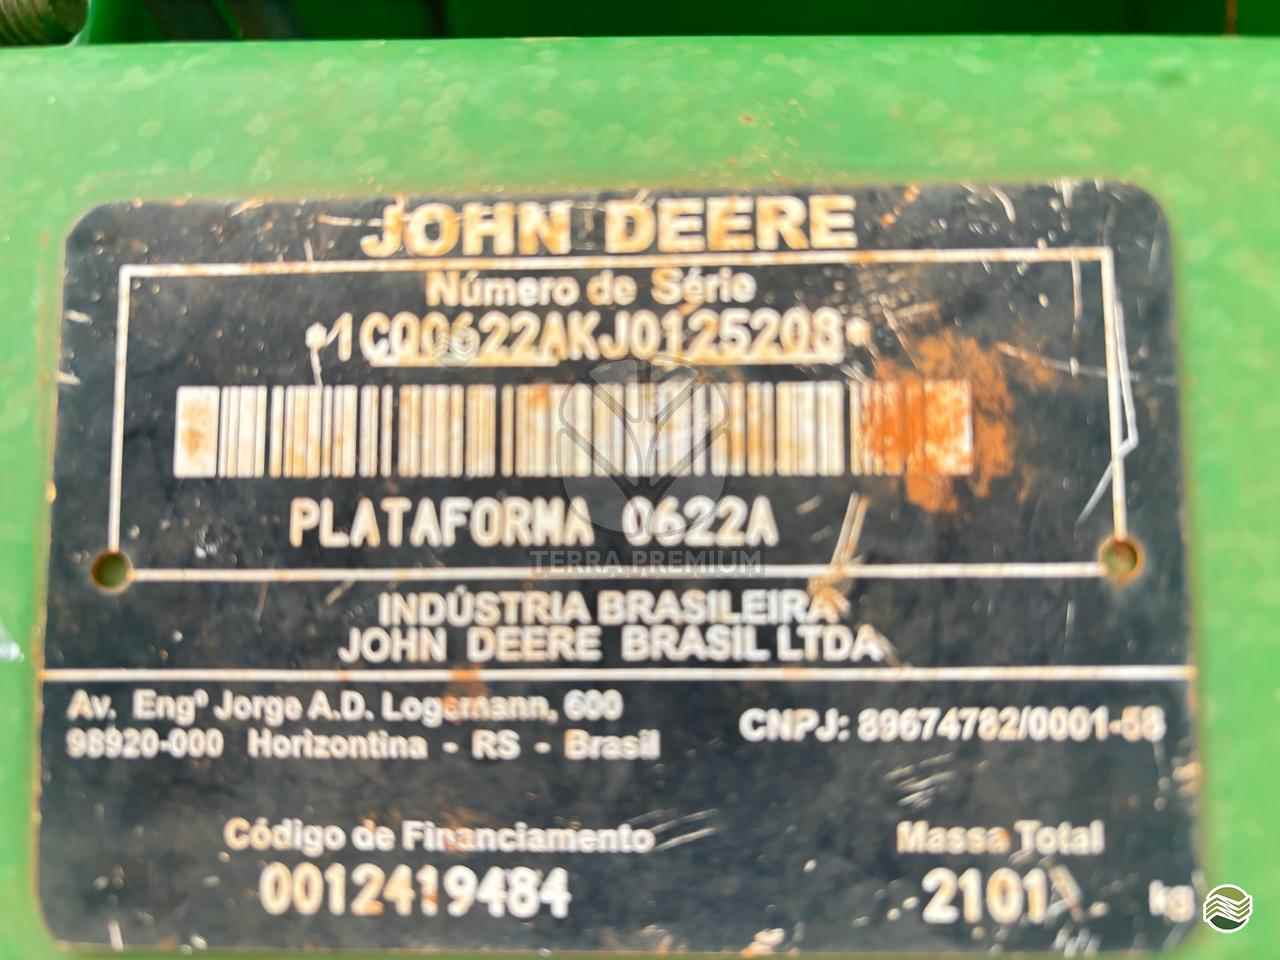 JOHN DEERE
Número de Série
*1CQ0622AKJ0125208*
PLATAFORMA 0622A
TERRA PREMIUM
INDÚSTRIA BRASILEIRA
JOHN DEERE BRASIL LTDA
Av. Engº Jorge A.D. Logemann, 600
98920-000 Horizontina - RS - Brasil
CNPJ: 89674782/0001-58
Código de Financiamento
0012419484
Massa Total
2101 kg